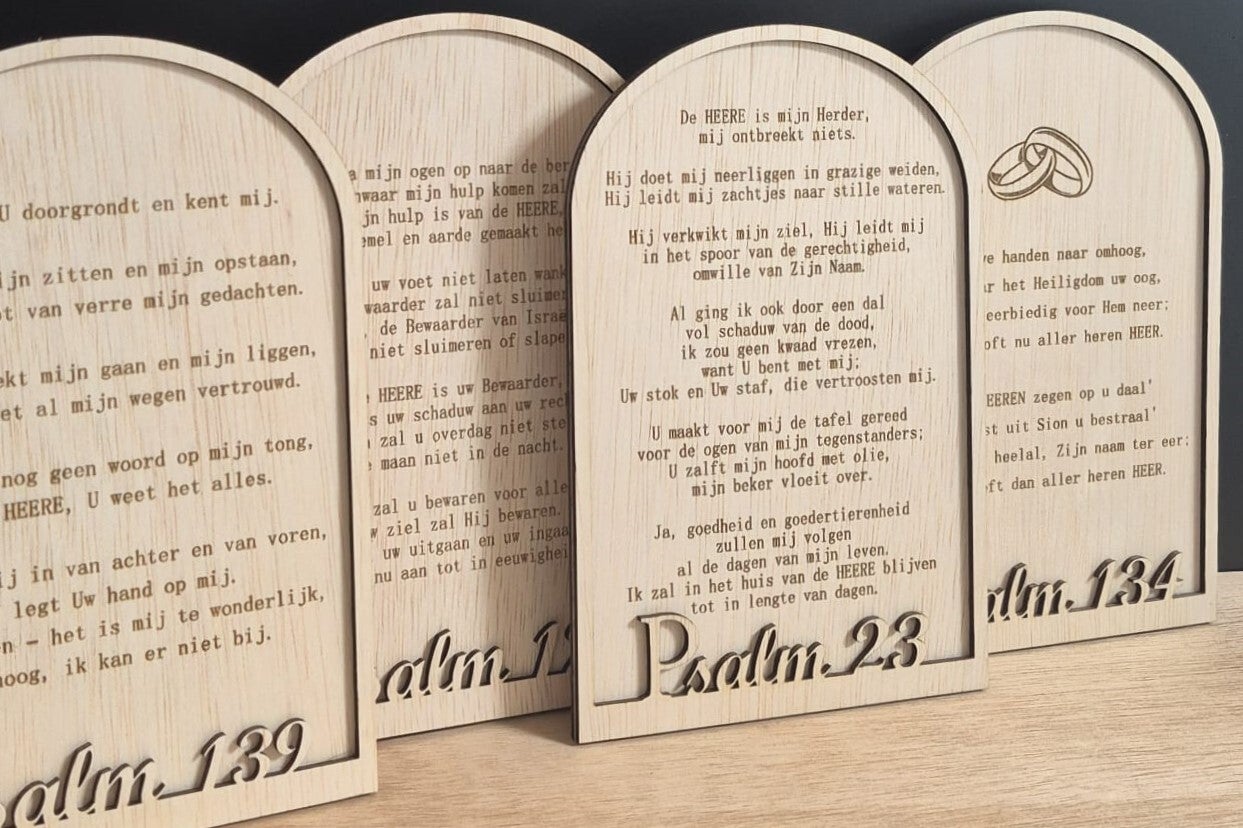 U doorgrondt en kent mij.
mijn zitten en mijn opstaan,
van verre mijn gedachten.
mijn gaan en mijn liggen,
al mijn wegen vertrouwd.
nog geen woord op mijn tong,
HEERE, U weet het alles.
in van achter en van voren,
legt Uw hand op mij.
– het is mij te wonderlijk,
ik kan er niet bij.
Psalm 139
mijn ogen op naar de
mijn hulp komen
hulp is van de HEERE,
en aarde gemaakt
uw voet niet laten
zal niet
de Bewaarder van
niet sluimeren of
HEERE is uw Bewaarder,
uw schaduw aan uw
zal u overdag niet
maan niet in de nacht.
zal u bewaren voor
ziel zal Hij bewaren.
uw uitgaan en uw
nu aan tot in
Psalm
De HEERE is mijn Herder,
mij ontbreekt niets.
Hij doet mij neerliggen in grazige weiden,
Hij leidt mij zachtjes naar stille wateren.
Hij verkwikt mijn ziel, Hij leidt mij
in het spoor van de gerechtigheid,
omwille van Zijn Naam.
Al ging ik ook door een dal
vol schaduw van de dood,
ik zou geen kwaad vrezen,
want U bent met mij;
Uw stok en Uw staf, die vertroosten mij.
U maakt voor mij de tafel gereed
voor de ogen van mijn tegenstanders;
U zalft mijn hoofd met olie,
mijn beker vloeit over.
Ja, goedheid en goedertierenheid
zullen mij volgen
al de dagen van mijn leven.
Ik zal in het huis van de HEERE blijven
tot in lengte van dagen.
Psalm 23
handen naar omhoog,
het Heiligdom uw oog,
eerbiedig voor Hem neer;
nu aller heren HEER.
zegen op u daal'
uit Sion u bestraal'
heelal, Zijn naam ter eer;
dan aller heren HEER.
Psalm 134